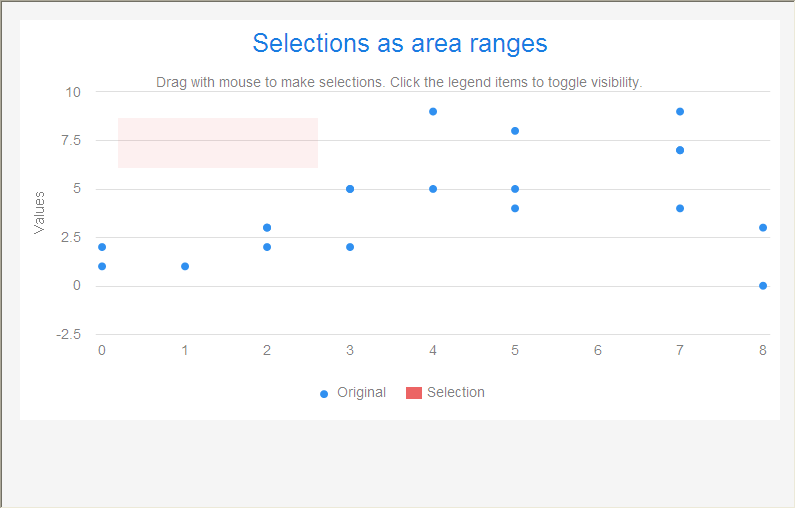 Selections as area ranges
Drag with mouse to make selections. Click the legend items to toggle visibility.
10
7.5
5
2.5
0
-2.5
Values
0 1 2 3 4 5 6 7 8
Original Selection